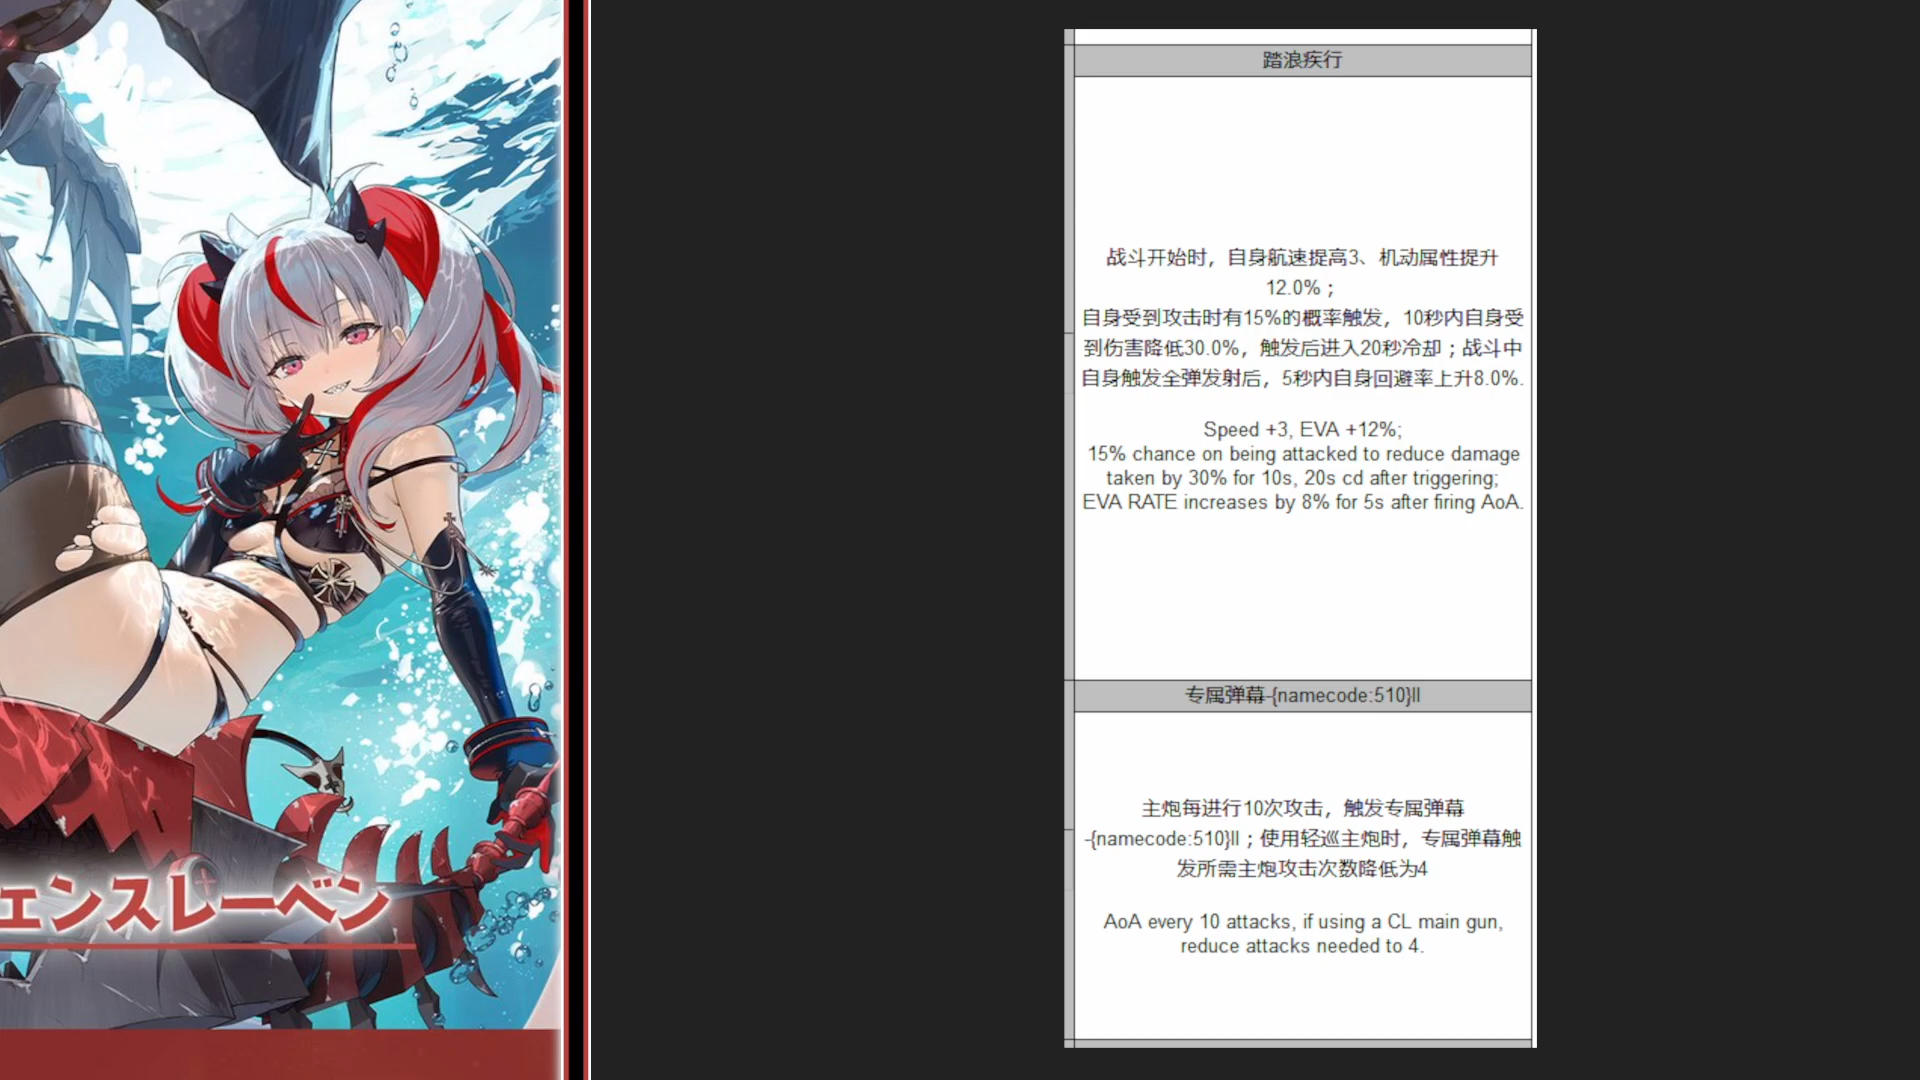 ェンスレーベン
踏浪疾行
战斗开始时，自身航速提高3、机动属性提升
12.0%；
自身受到攻击时有15%的概率触发，10秒内自身受
到伤害降低30.0%，触发后进入20秒冷却；战斗中
自身触发全弹发射后，5秒内自身回避率上升8.0%.
Speed +3, EVA +12%;
15% chance on being attacked to reduce damage
taken by 30% for 10s, 20s cd after triggering;
EVA RATE increases by 8% for 5s after firing AoA.
专属弹幕-{namecode:510}II
主炮每进行10次攻击，触发专属弹幕
-{namecode:510}II；使用轻巡主炮时，专属弹幕触
发所需主炮攻击次数降低为4
AoA every 10 attacks, if using a CL main gun,
reduce attacks needed to 4.